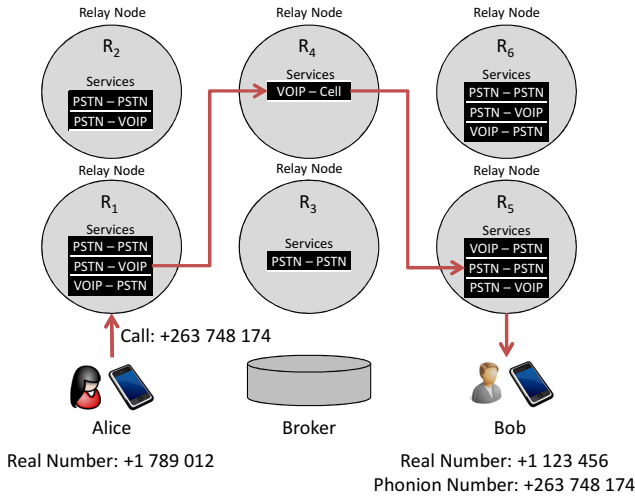 Relay Node
R2
Services
PSTN – PSTN
PSTN – VOIP
Relay Node
R4
Services
VOIP – Cell
Relay Node
R6
Services
PSTN – PSTN
PSTN – VOIP
VOIP – PSTN
Relay Node
R1
Services
PSTN – PSTN
PSTN – VOIP
VOIP – PSTN
Relay Node
R3
Services
PSTN – PSTN
Relay Node
R5
Services
VOIP – PSTN
PSTN – PSTN
PSTN – VOIP
Call: +263 748 174
Alice
Broker
Bob
Real Number: +1 789 012
Real Number: +1 123 456
Phonion Number: +263 748 174